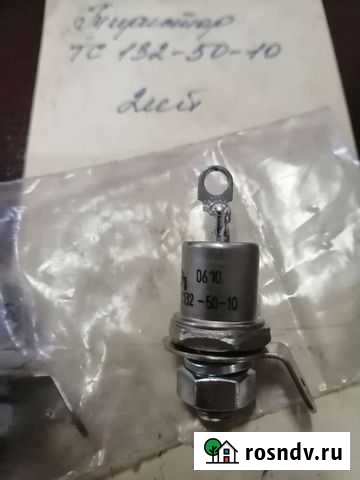 Тиристор
ТС 132-50-10
2шт
0610
132-50-10
rosndv.ru